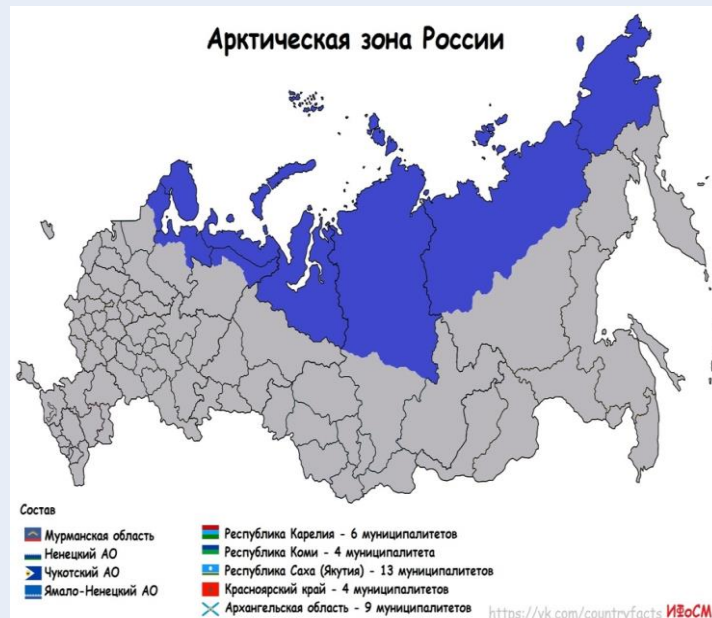 Арктическая зона России
Состав
Мурманская область
Ненецкий АО
Чукотский АО
Ямало-Ненецкий АО
Республика Карелия - 6 муниципалитетов
Республика Коми - 4 муниципалитета
Республика Саха (Якутия) - 13 муниципалитетов
Красноярский край - 4 муниципалитетов
Архангельская область - 9 муниципалитетов
https://vk.com/countryfacts ИФоСМ